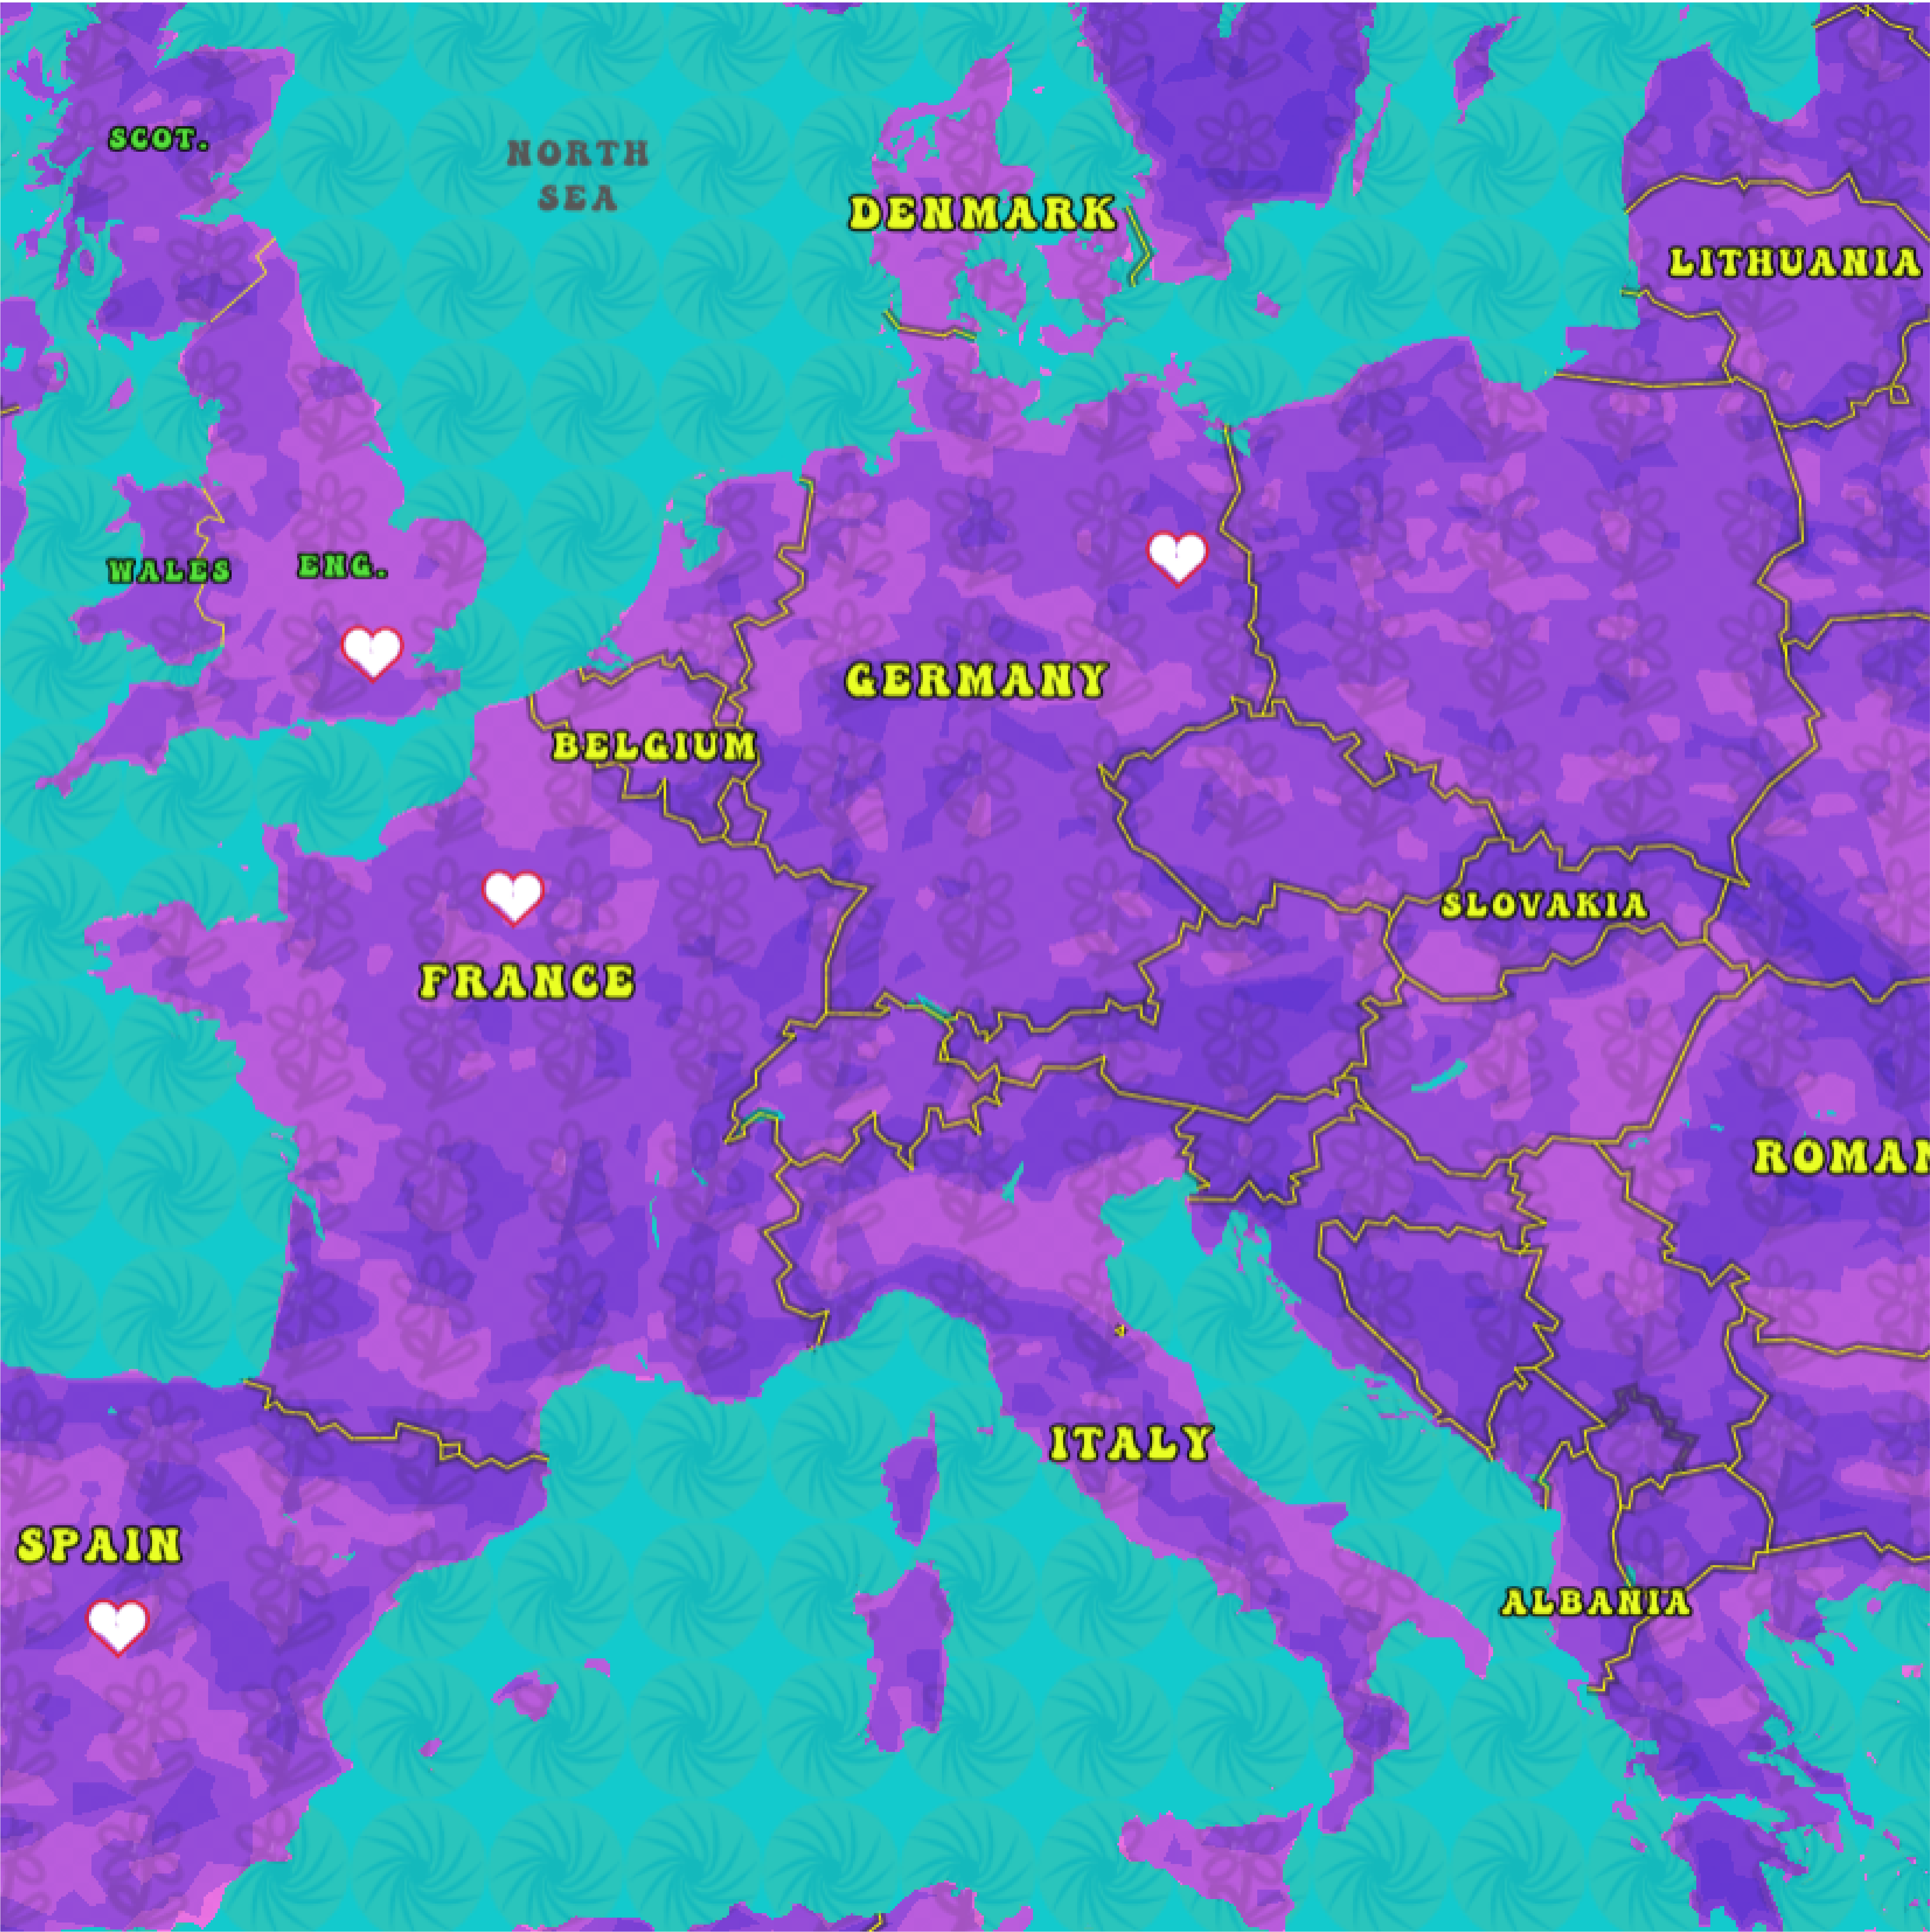 SCOT.
NORTH
SEA
DENMARK
LITHUANIA
WALES
ENG.
GERMANY
BELGIUM
SLOVAKIA
FRANCE
ROMAN
ITALY
SPAIN
ALBANIA